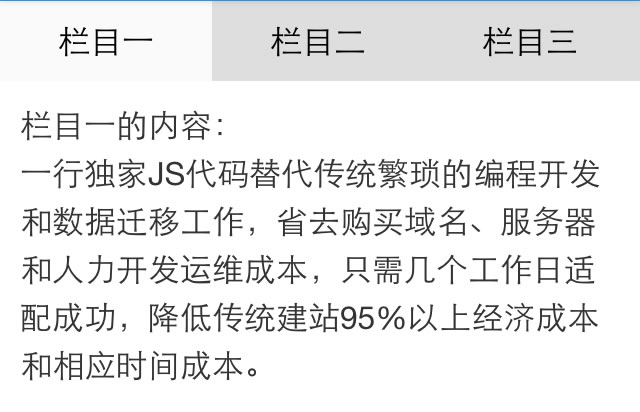 栏目一 栏目二 栏目三
栏目一的内容：
一行独家JS代码替代传统繁琐的编程开发
和数据迁移工作，省去购买域名、服务器
和人力开发运维成本，只需几个工作日适
配成功，降低传统建站95%以上经济成本
和相应时间成本。